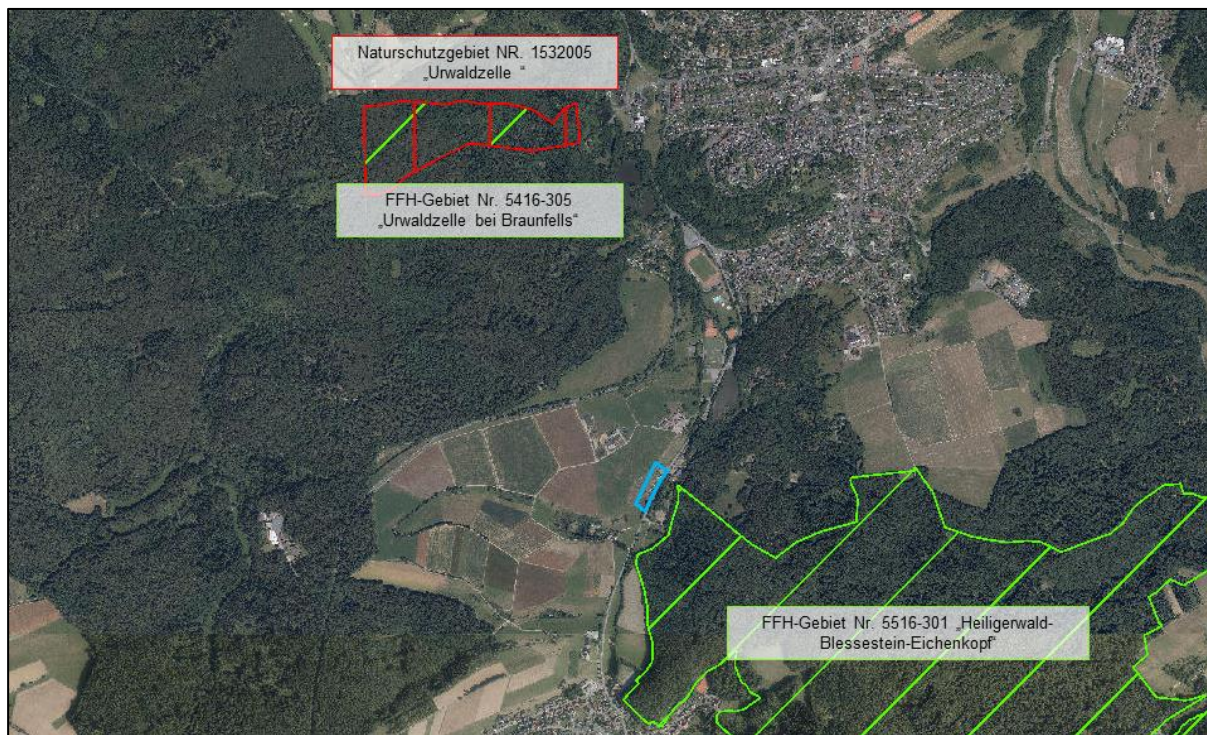 Naturschutzgebiet NR. 1532005
„Urwaldzelle “
FFH-Gebiet Nr. 5416-305
„Urwaldzelle bei Braunfells“
FFH-Gebiet Nr. 5516-301 „Heiligerwald-
Blessestein-Eichenkopf“